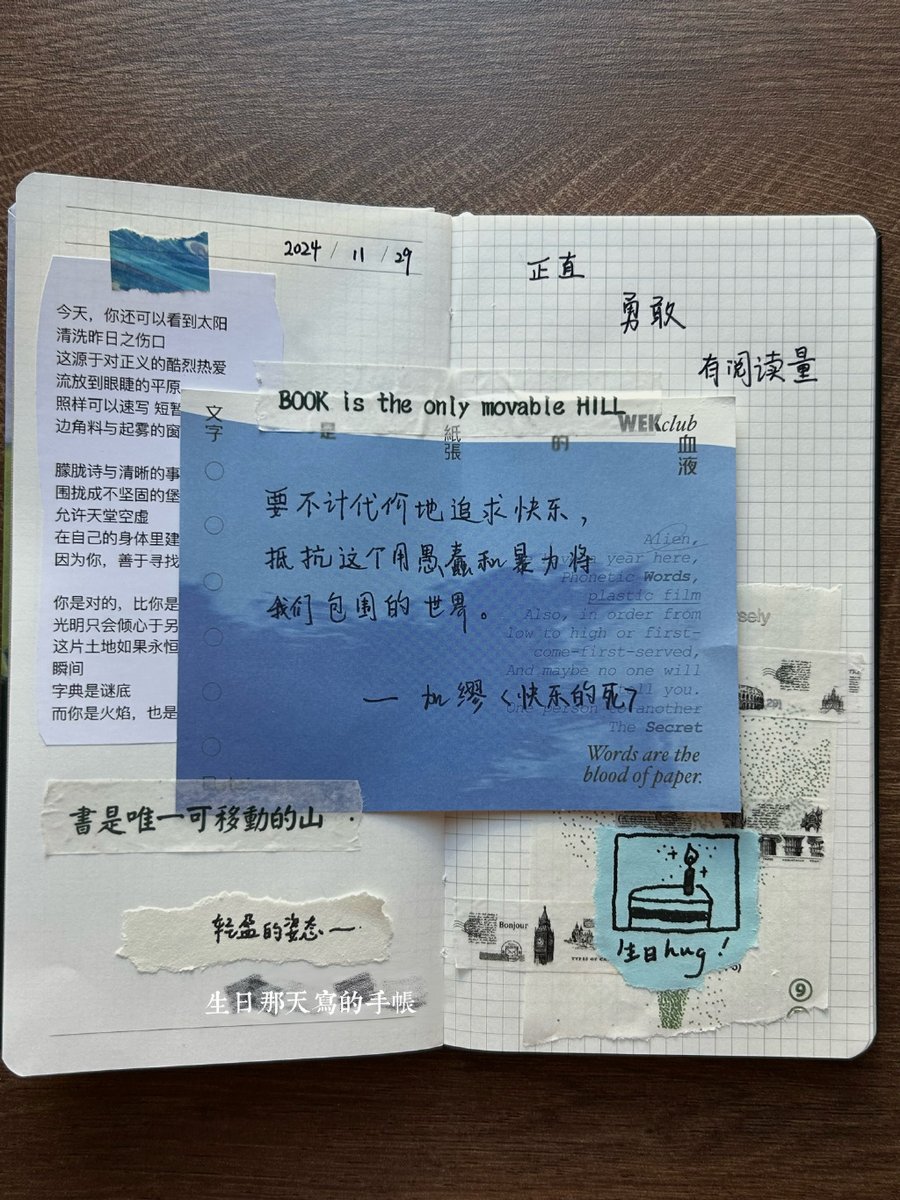 2024 / 11 / 29
今天，你还可以看到太阳
清洗昨日之伤口
这源于对正义的酷烈热爱
流放到眼睫的平原
照样可以速写 短暂
边角料与起雾的窗
朦胧诗与清晰的事
围拢成不坚固的堡
允许天堂空虚
在自己的身体里建
因为你，善于寻找
你是对的，比你是
光明只会倾心于另
这片土地如果永恒
瞬间
字典是谜底
而你是火焰，也是
正直
勇敢
有阅读量
BOOK is the only movable HILL
WEKclub
文字 是 紙張 的 血液
要不计代价地追求快乐，
抵抗这个用愚蠢和暴力将
我们包围的世界。
— 加缪〈快乐的死〉
Alien,
year here,
Phonetic Words,
plastic film
Also, in order from
low to high or first-
come-first-served,
And maybe no one will
you.
One person
another
The Secret
Words are the
blood of paper.
書是唯一可移動的山
轻盈的姿态一
生日那天寫的手帳
Bonjour
生日hug！
9